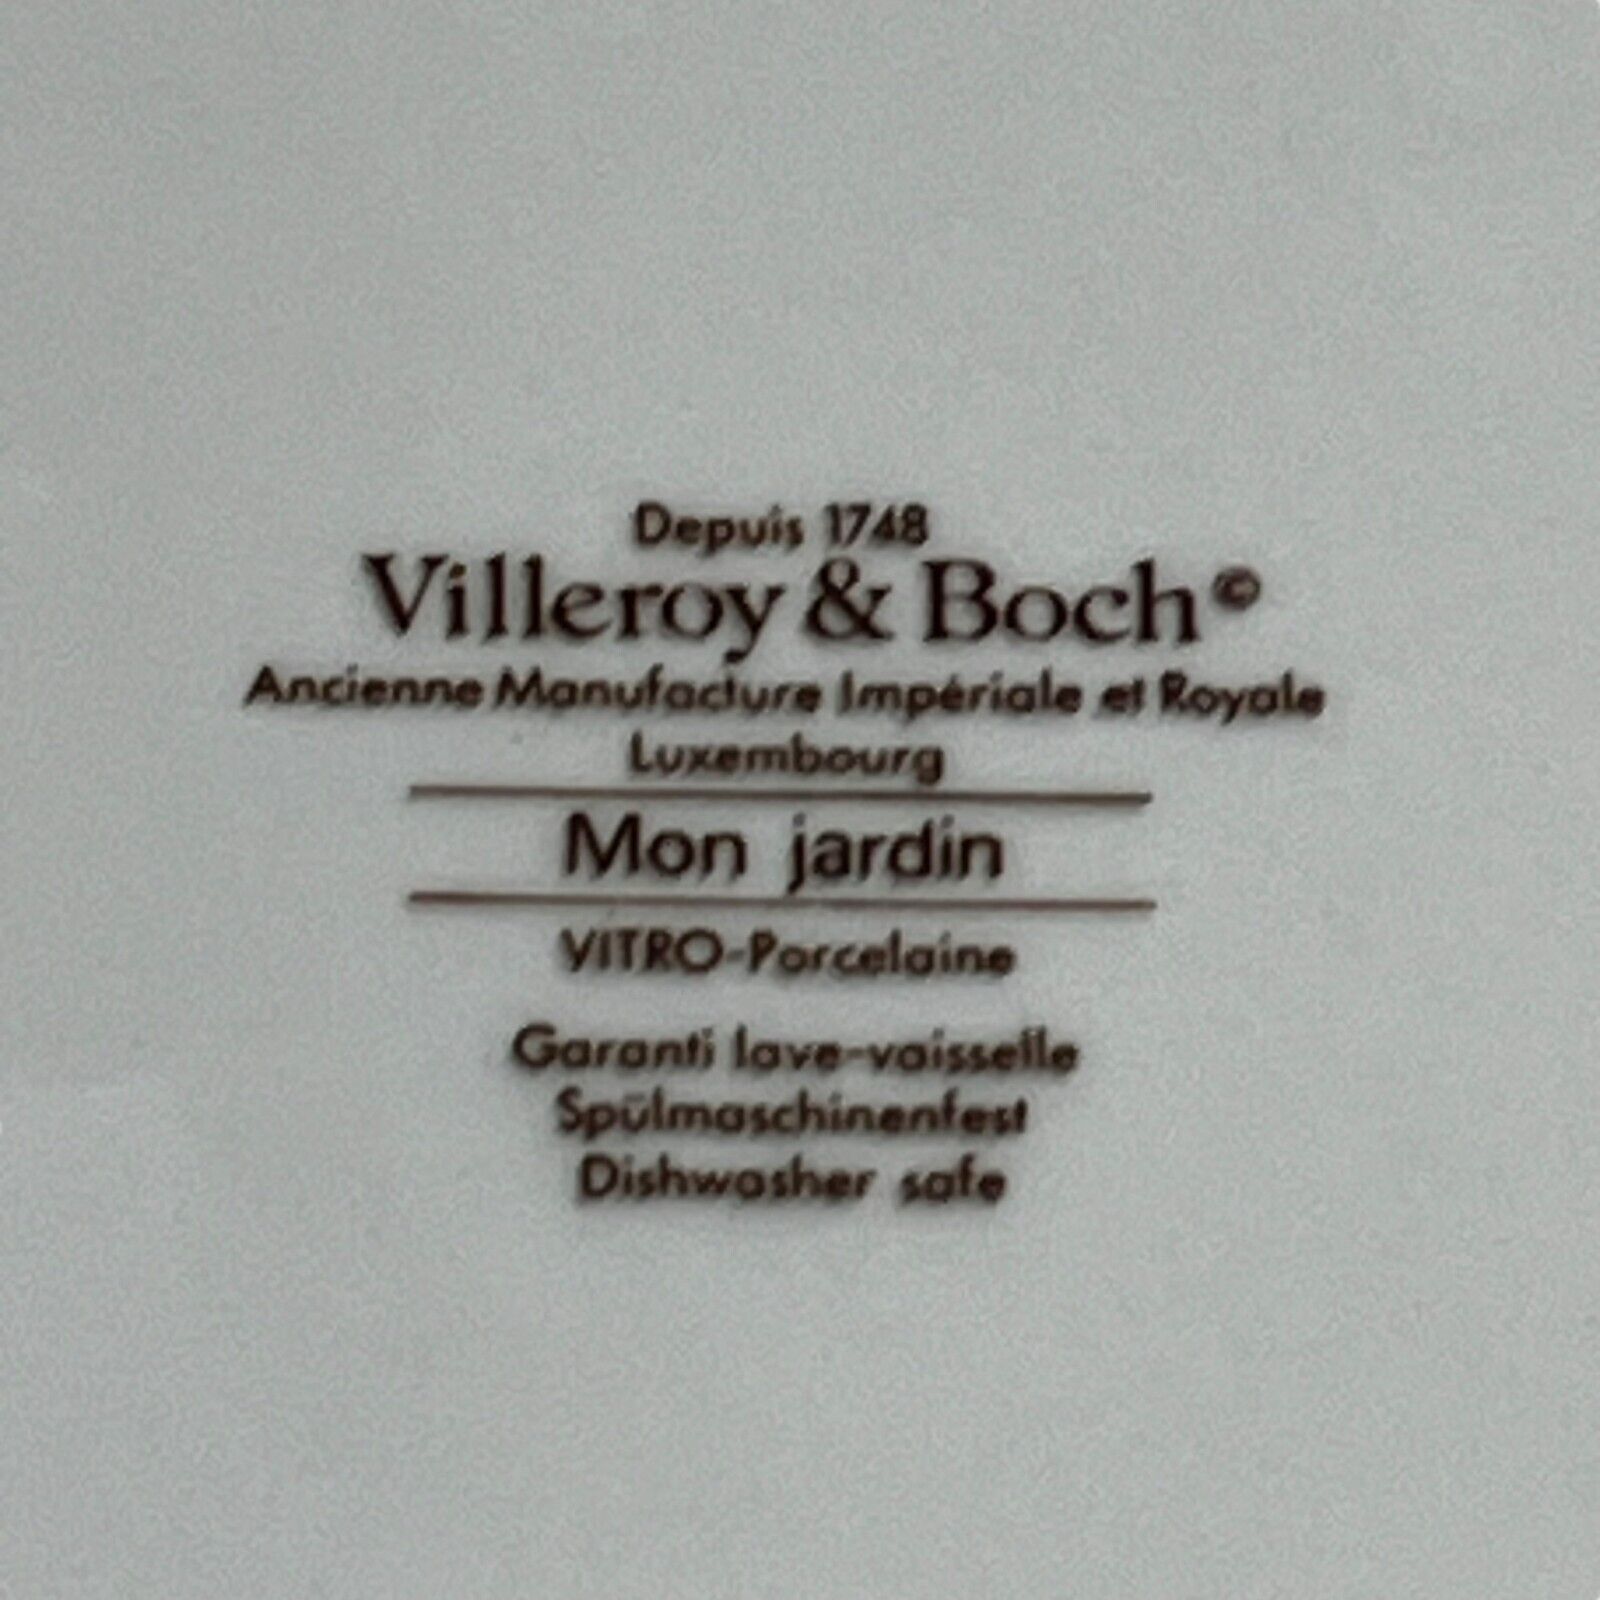 Depuis 1748
Villeroy & Boch©
Ancienne Manufacture Impériale et Royale
Luxembourg
Mon jardin
VITRO-Porcelaine
Garanti lave-vaisselle
Spülmaschinenfest
Dishwasher safe